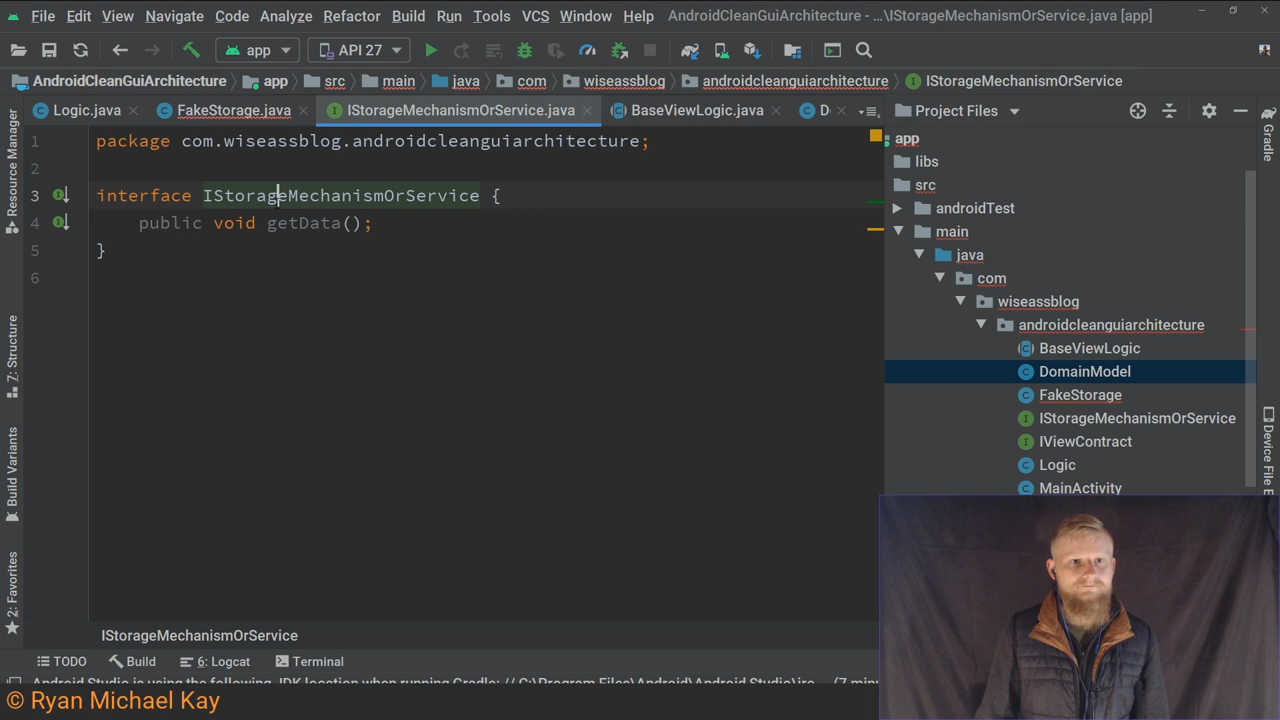 File Edit View Navigate Code Analyze Refactor Build Run Tools VCS Window Help AndroidCleanGuiArchitecture - ...\IStorageMechanismOrService.java [app]
app API 27
AndroidCleanGuiArchitecture app src main java com wiseassblog androidcleanguiarchitecture IStorageMechanismOrService
Logic.java FakeStorage.java IStorageMechanismOrService.java BaseViewLogic.java D
Project Files
1 package com.wiseassblog.androidcleanguiarchitecture;
2
3 interface IStorageMechanismOrService {
4 public void getData();
5 }
6
app
libs
src
androidTest
main
java
com
wiseassblog
androidcleanguiarchitecture
BaseViewLogic
DomainModel
FakeStorage
IStorageMechanismOrService
IViewContract
Logic
MainActivity
Resource Manager
7: Structure
Build Variants
2: Favorites
Gradle
Device File E
IStorageMechanismOrService
TODO Build 6: Logcat Terminal
Android Studio is using the following JDK location when running Gradle: // C:\Program Files\Android\Android Studio\jre
© Ryan Michael Kay